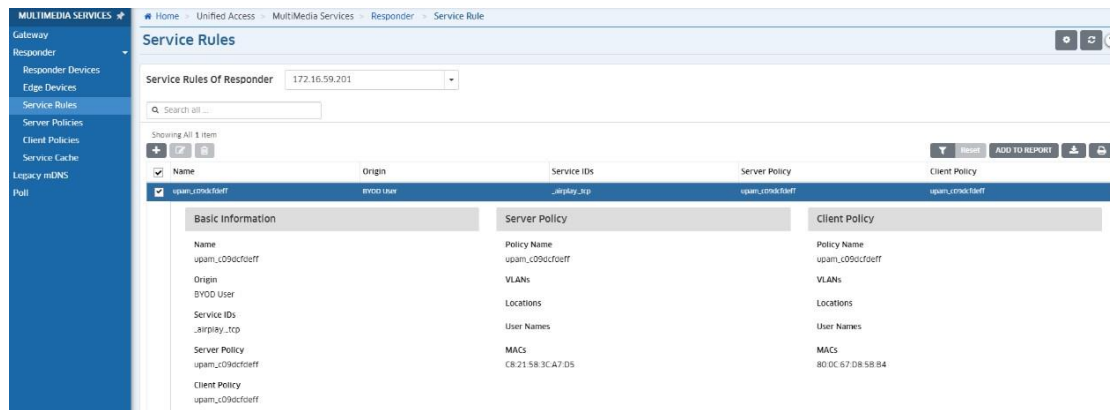 MULTIMEDIA SERVICES
Home > Unified Access > MultiMedia Services > Responder > Service Rule
Gateway
Responder
Responder Devices
Edge Devices
Service Rules
Server Policies
Client Policies
Service Cache
Legacy mDNS
Poll
Service Rules
Service Rules Of Responder 172.16.59.201
Search all ...
Showing All 1 item
Reset ADD TO REPORT
Name Origin Service IDs Server Policy Client Policy
upam_c09dcfdeff BYOD User _airplay._tcp upam_c09dcfdeff upam_c09dcfdeff
Basic Information
Name
upam_c09dcfdeff
Origin
BYOD User
Service IDs
_airplay._tcp
Server Policy
upam_c09dcfdeff
Client Policy
upam_c09dcfdeff
Server Policy
Policy Name
upam_c09dcfdeff
VLANs
Locations
User Names
MACs
C8:21:58:3C:A7:D5
Client Policy
Policy Name
upam_c09dcfdeff
VLANs
Locations
User Names
MACs
80:0C:67:D8:58:B4